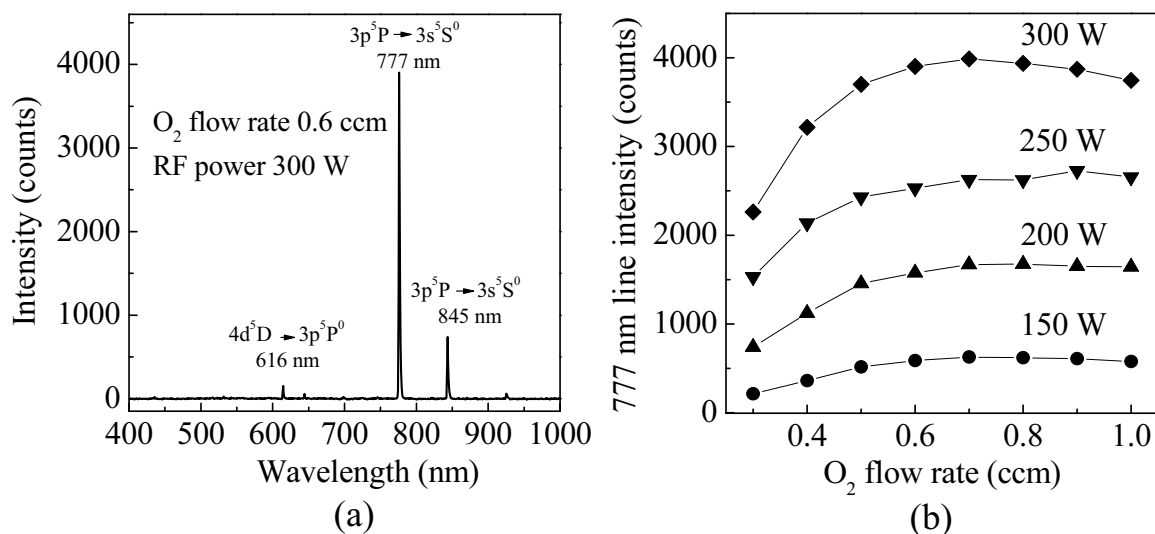 Intensity (counts)
4000
3000
2000
1000
0
3p⁵P → 3s⁵S⁰
777 nm
O₂ flow rate 0.6 ccm
RF power 300 W
3p⁵P → 3s⁵S⁰
845 nm
4d⁵D → 3p⁵P⁰
616 nm
400 500 600 700 800 900 1000
Wavelength (nm)
(a)
777 nm line intensity (counts)
4000
3000
2000
1000
0
300 W
250 W
200 W
150 W
0.4 0.6 0.8 1.0
O₂ flow rate (ccm)
(b)